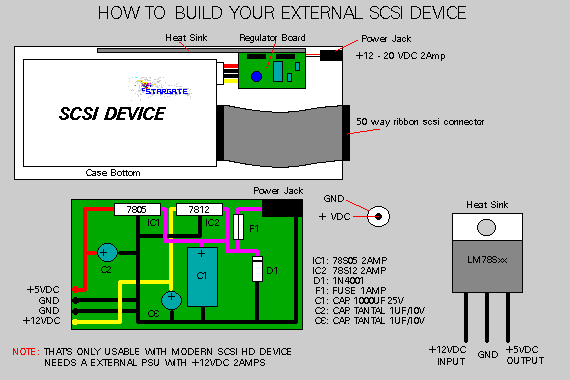 HOW TO BUILD YOUR EXTERNAL SCSI DEVICE
Heat Sink
Regulator Board
Power Jack
+12 - 20 VDC 2Amp
STARGATE
SCSI DEVICE
50 way ribbon scsi connector
Case Bottom
Power Jack
7805
7812
IC1
IC2
F1
C2
C1
D1
C3
+5VDC
GND
GND
+12VDC
GND
+ VDC
IC1: 78S05 2AMP
IC2 78S12 2AMP
D1: 1N4001
F1: FUSE 1AMP
C1: CAP. 1000UF25V
C2: CAP. TANTAL 1UF/10V
C3: CAP. TANTAL 1UF/10V
Heat Sink
LM78Sxx
+12VDC
INPUT
GND
+5VDC
OUTPUT
NOTE: THATS ONLY USABLE WITH MODERN SCSI HD DEVICE
NEEDS A EXTERNAL PSU WITH +12VDC 2AMPS